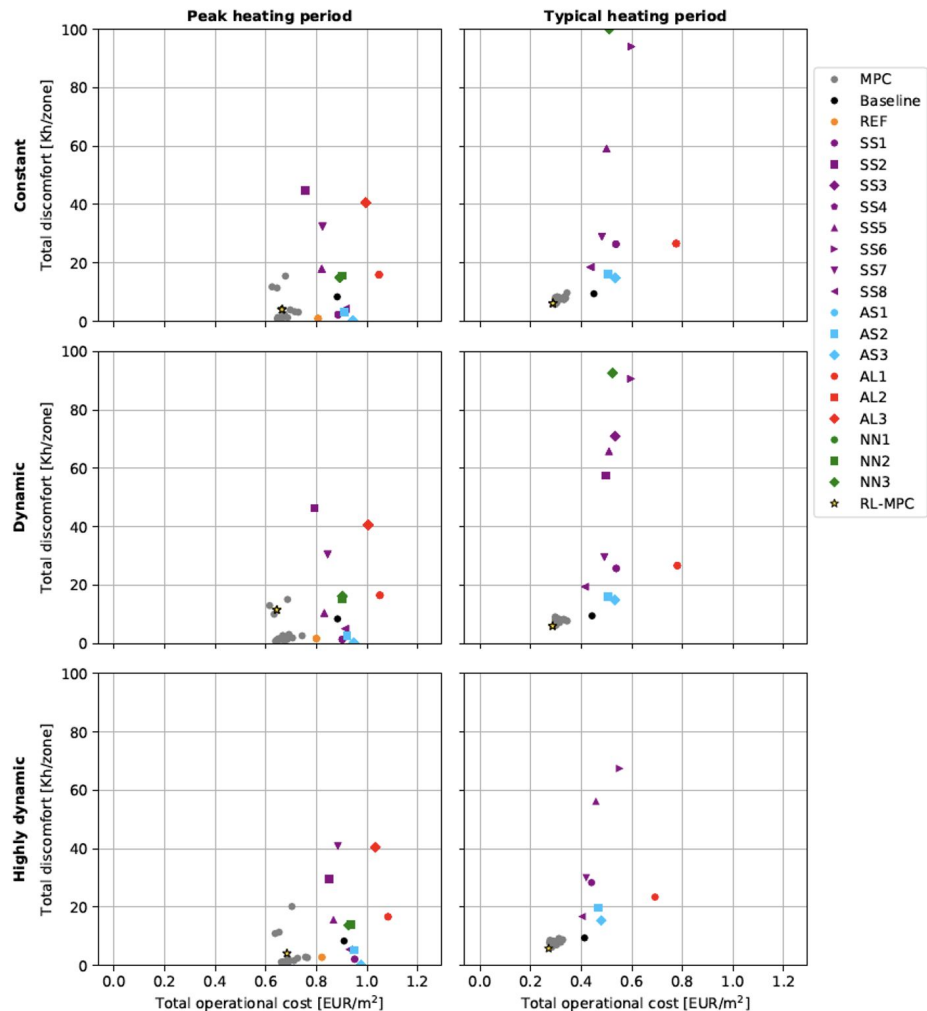 Peak heating period
Typical heating period
Constant
Total discomfort [Kh/zone]
100
80
60
40
20
0
Dynamic
Total discomfort [Kh/zone]
100
80
60
40
20
0
Highly dynamic
Total discomfort [Kh/zone]
100
80
60
40
20
0
0.0 0.2 0.4 0.6 0.8 1.0 1.2
Total operational cost [EUR/m²]
0.0 0.2 0.4 0.6 0.8 1.0 1.2
Total operational cost [EUR/m²]
MPC
Baseline
REF
SS1
SS2
SS3
SS4
SS5
SS6
SS7
SS8
AS1
AS2
AS3
AL1
AL2
AL3
NN1
NN2
NN3
RL-MPC